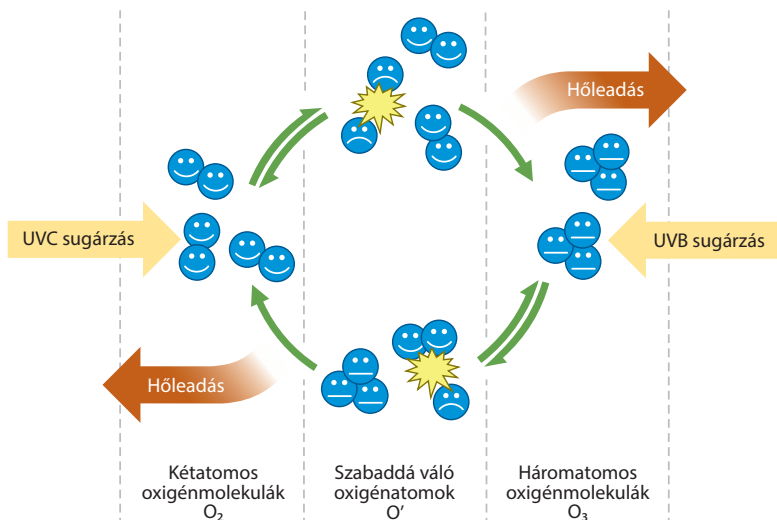 Hőleadás
UVC sugárzás
UVB sugárzás
Hőleadás
Kétatomos
oxigénmolekulák
O₂
Szabaddá váló
oxigénatomok
O'
Háromatomos
oxigénmolekulák
O₃